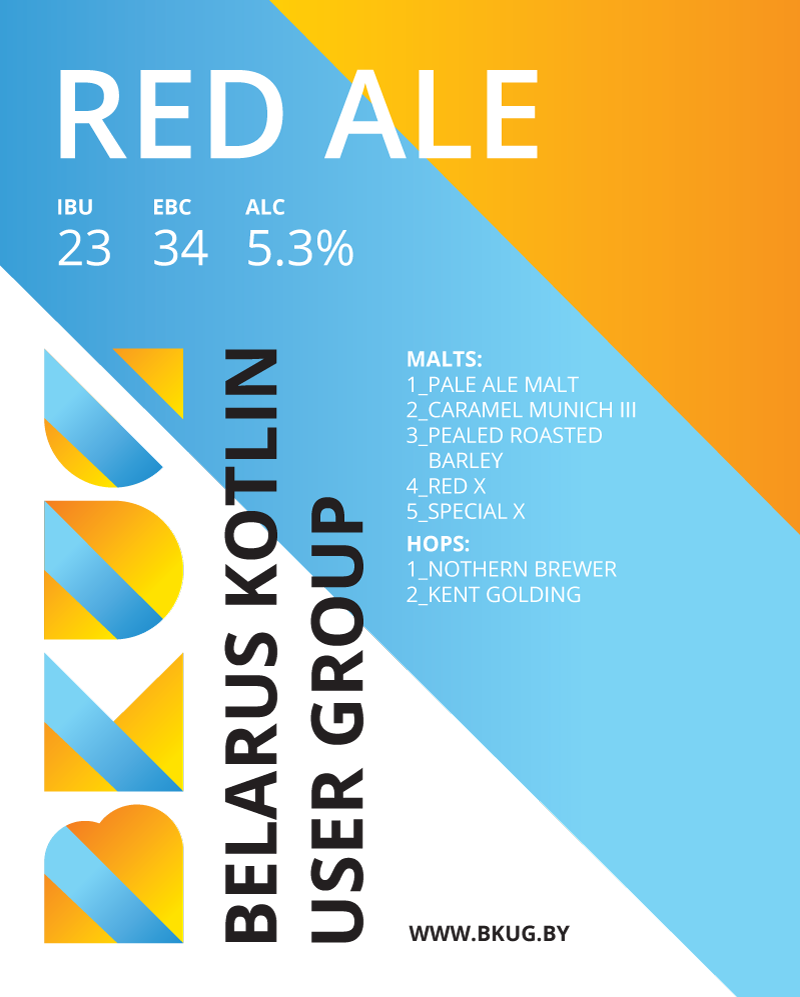 RED ALE
IBU EBC ALC
23 34 5.3%
MALTS:
1_PALE ALE MALT
2_CARAMEL MUNICH III
3_PEALED ROASTED
BARLEY
4_RED X
5_SPECIAL X
HOPS:
1_NOTHERN BREWER
2_KENT GOLDING
BKUG
BELARUS KOTLIN
USER GROUP
WWW.BKUG.BY